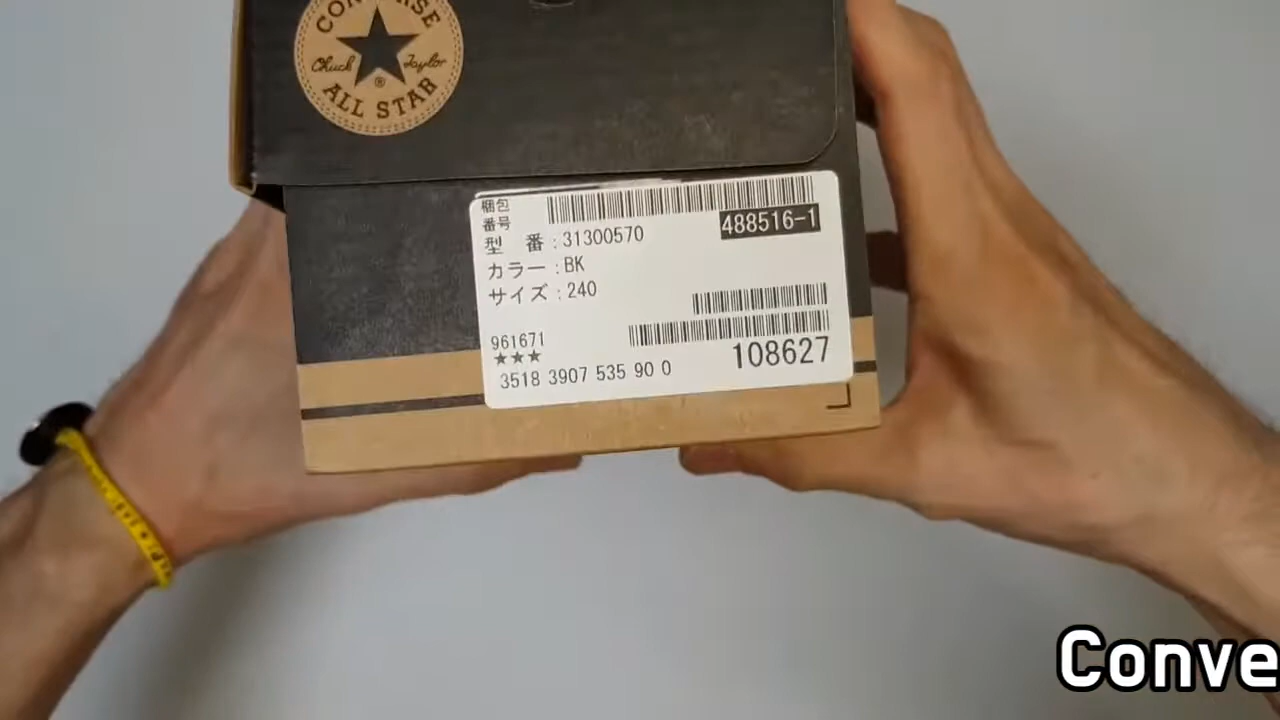 CONVERSE
Chuck Taylor
®
ALL STAR
梱包
番号
488516-1
型 番 : 31300570
カラー : BK
サイズ : 240
961671
★★★
108627
3518 3907 535 90 0
Conve